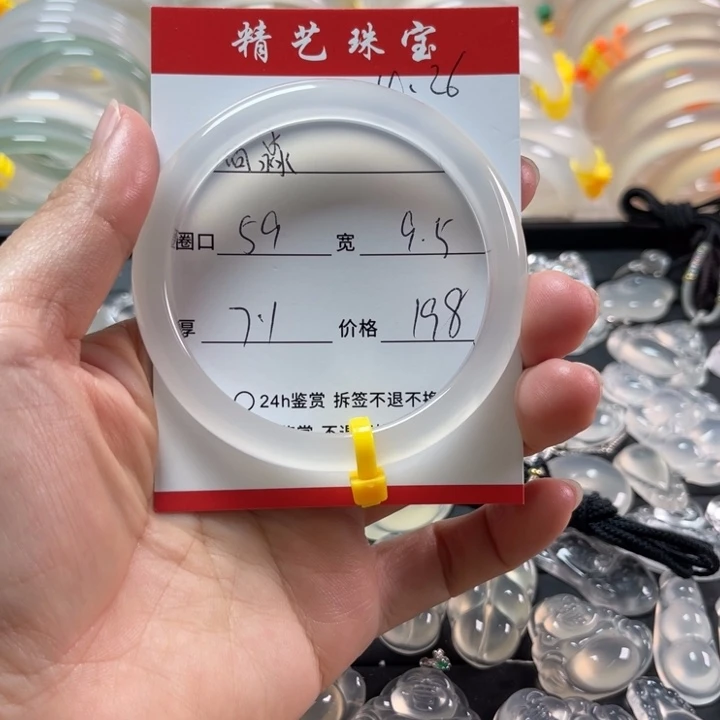 精艺珠宝
10.26
圈口 59 宽 9.5
厚 7.1 价格 198
24h鉴赏 拆签不退不换